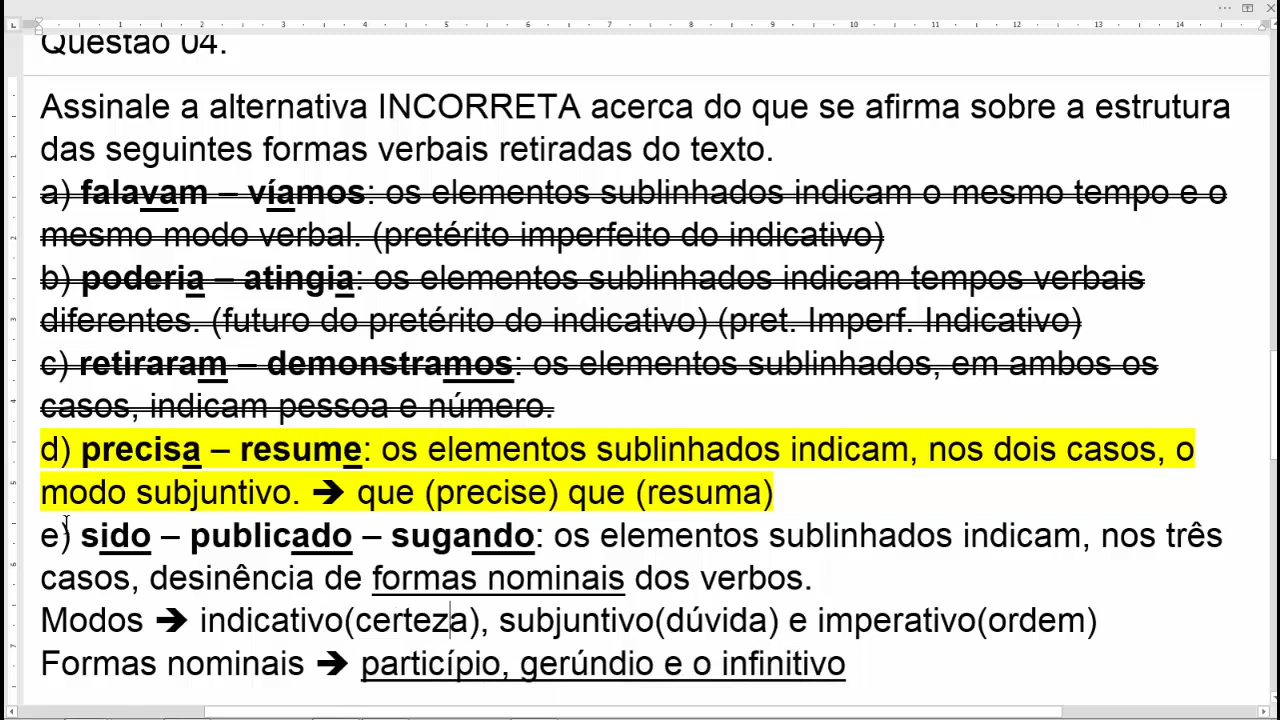 Questão 04.
Assinale a alternativa INCORRETA acerca do que se afirma sobre a estrutura
das seguintes formas verbais retiradas do texto.
a) falavam – víamos: os elementos sublinhados indicam o mesmo tempo e o
mesmo modo verbal. (pretérito imperfeito do indicativo)
b) poderia – atingia: os elementos sublinhados indicam tempos verbais
diferentes. (futuro do pretérito do indicativo) (pret. Imperf. Indicativo)
c) retiraram – demonstramos: os elementos sublinhados, em ambos os
casos, indicam pessoa e número.
d) precisa – resume: os elementos sublinhados indicam, nos dois casos, o
modo subjuntivo. ➔ que (precise) que (resuma)
e) sido – publicado – sugando: os elementos sublinhados indicam, nos três
casos, desinência de formas nominais dos verbos.
Modos ➔ indicativo(certeza), subjuntivo(dúvida) e imperativo(ordem)
Formas nominais ➔ particípio, gerúndio e o infinitivo